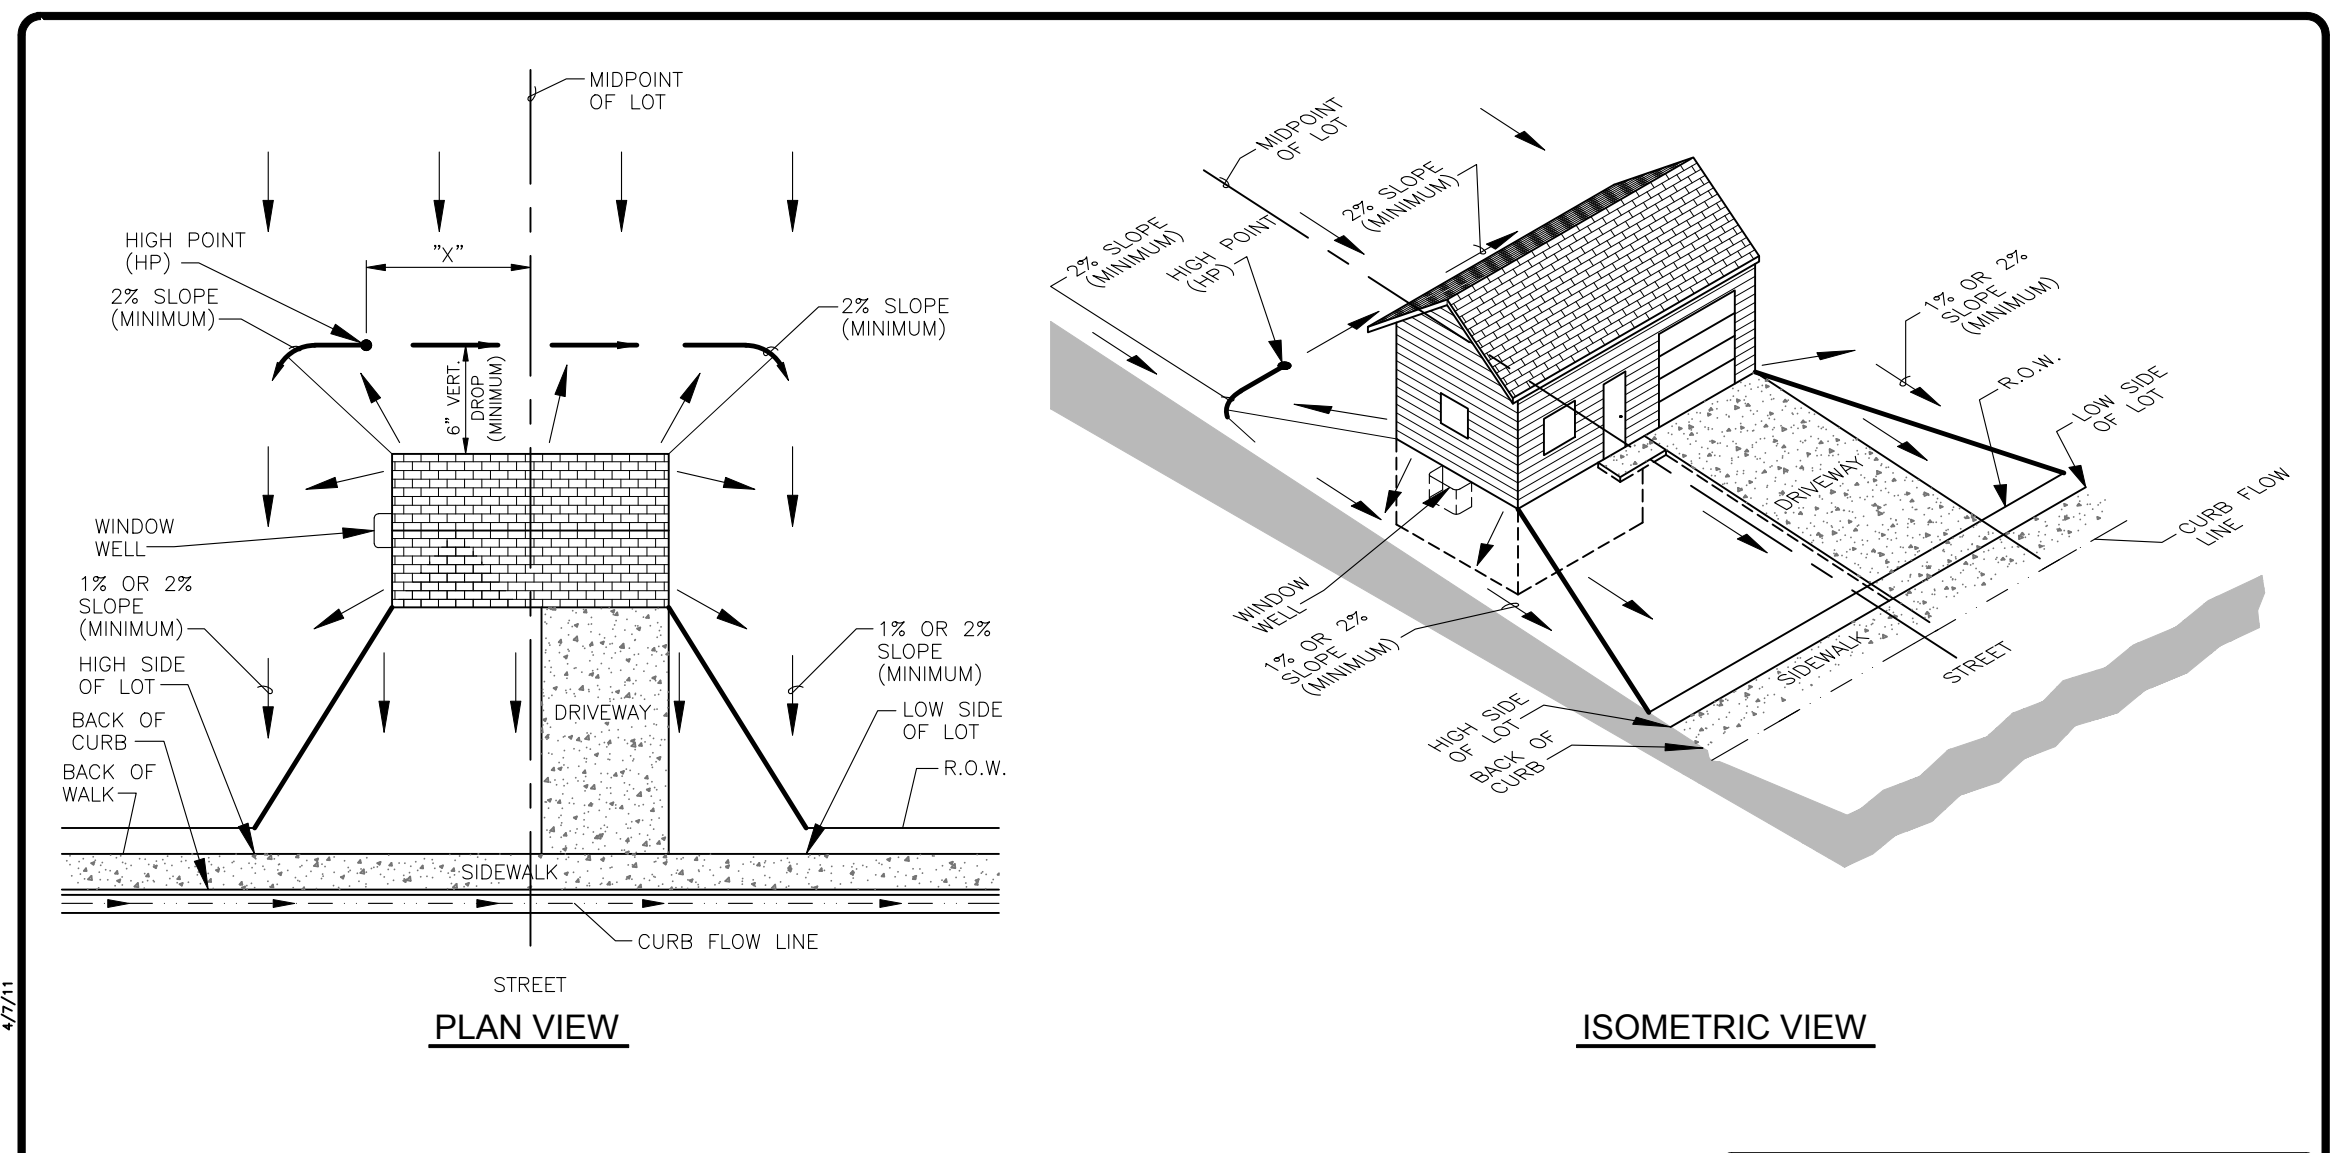 MIDPOINT
OF LOT
HIGH POINT
(HP)
"X"
2% SLOPE
(MINIMUM)
2% SLOPE
(MINIMUM)
6" VERT.
DROP
(MINIMUM)
WINDOW
WELL
1% OR 2%
SLOPE
(MINIMUM)
HIGH SIDE
OF LOT
BACK OF
CURB
BACK OF
WALK
1% OR 2%
SLOPE
(MINIMUM)
LOW SIDE
OF LOT
R.O.W.
DRIVEWAY
SIDEWALK
CURB FLOW LINE
STREET
PLAN VIEW
4/7/11
MIDPOINT
OF LOT
2% SLOPE
(MINIMUM)
2% SLOPE
(MINIMUM)
HIGH POINT
(HP)
1% OR 2%
SLOPE
(MINIMUM)
R.O.W.
LOW SIDE
OF LOT
DRIVEWAY
CURB FLOW
LINE
WINDOW
WELL
1% OR 2%
SLOPE
(MINIMUM)
SIDEWALK
STREET
HIGH SIDE
OF LOT
BACK OF
CURB
ISOMETRIC VIEW